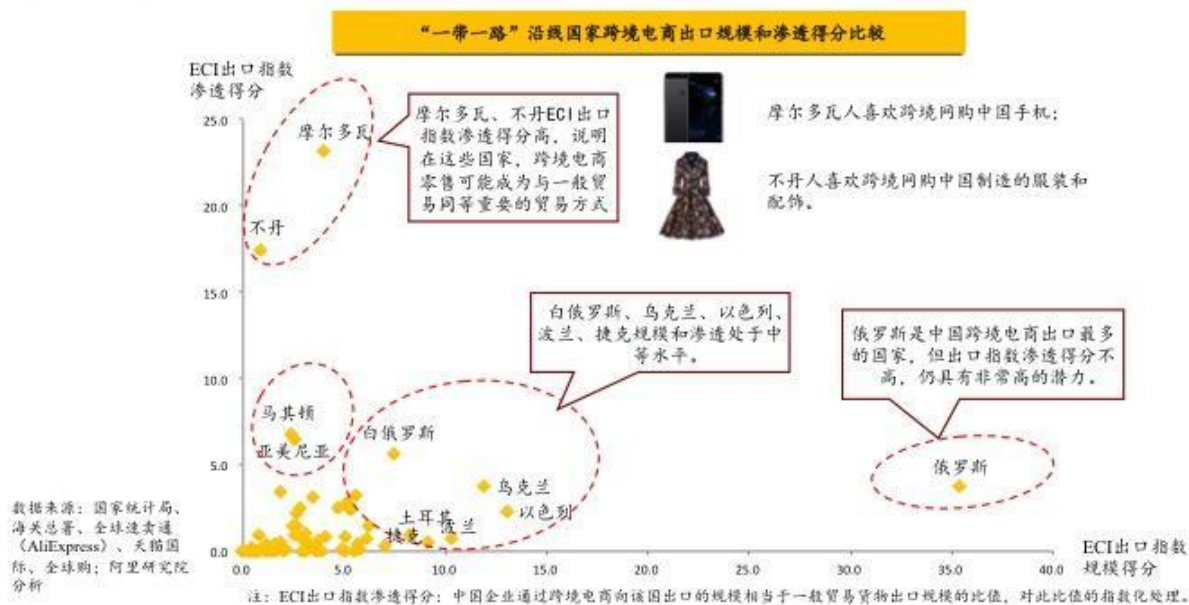 “一带一路”沿线国家跨境电商出口规模和渗透得分比较
ECI出口指数
渗透得分
25.0
20.0
15.0
10.0
5.0
0.0
摩尔多瓦
不丹
摩尔多瓦、不丹ECI出口
指数渗透得分高，说明
在这些国家，跨境电商
零售可能成为与一般贸
易同等重要的贸易方式
摩尔多瓦人喜欢跨境网购中国手机；
不丹人喜欢跨境网购中国制造的服装和
配饰。
白俄罗斯、乌克兰、以色列、
波兰、捷克规模和渗透处于中
等水平。
俄罗斯是中国跨境电商出口最多
的国家，但出口指数渗透得分不
高，仍具有非常高的潜力。
马其顿
亚美尼亚
白俄罗斯
乌克兰
以色列
土耳其
捷克
波兰
俄罗斯
0.0
5.0
10.0
15.0
20.0
25.0
30.0
35.0
40.0
ECI出口指数
规模得分
数据来源：国家统计局、
海关总署、全球速卖通
（AliExpress）、天猫国
际、全球购；阿里研究院
分析
注：ECI出口指数渗透得分：中国企业通过跨境电商向该国出口的规模相当于一般贸易货物出口规模的比值，对此比值的指数化处理。